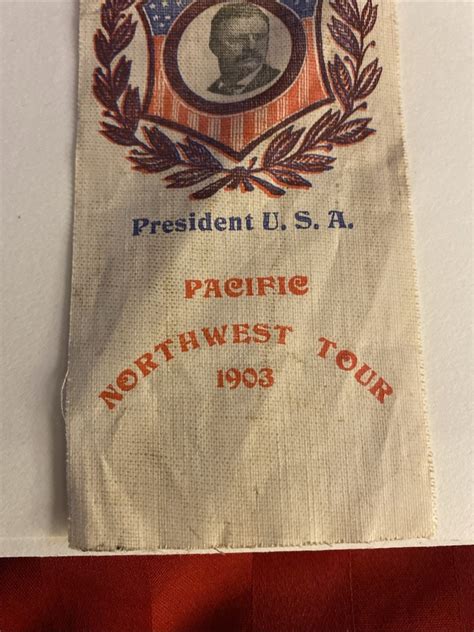 President U. S. A.
PACIFIC
NORTHWEST TOUR
1903